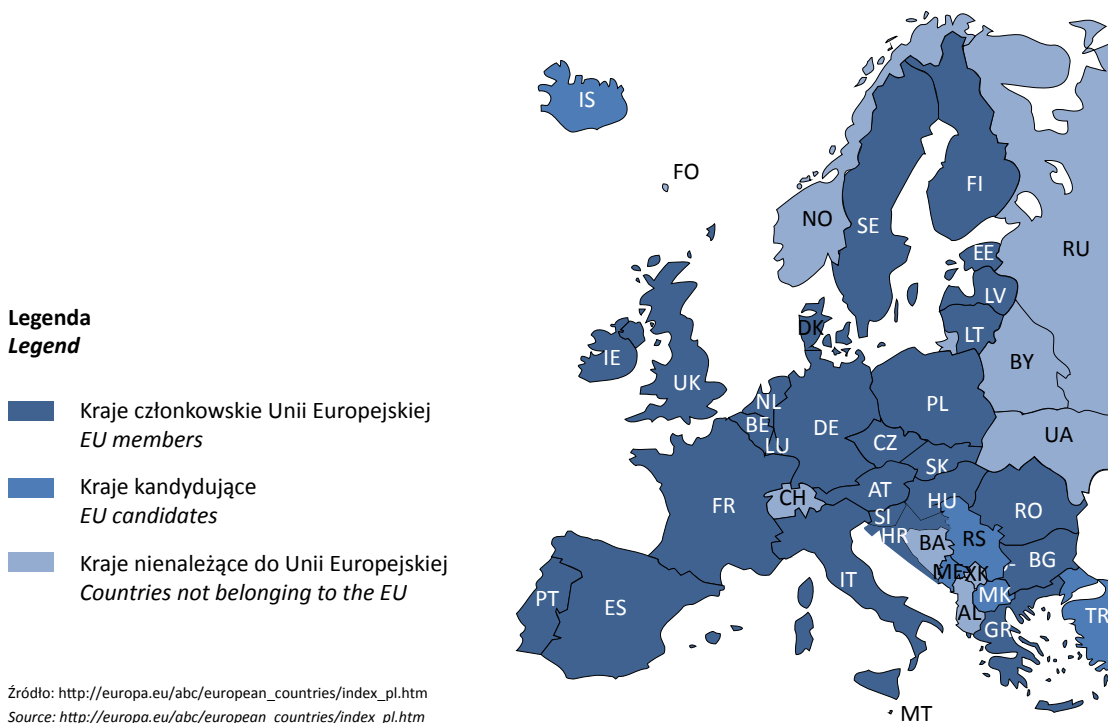 IS
FO
FI
NO
SE
RU
EE
LV
DK
LT
IE
BY
UK
NL
PL
BE
DE
UA
LU
CZ
SK
CH
AT
FR
HU
RO
SI
HR
BA
RS
BG
ME
XK
IT
MK
PT
ES
AL
TR
GR
MT
Legenda
Legend
Kraje członkowskie Unii Europejskiej
EU members
Kraje kandydujące
EU candidates
Kraje nienależące do Unii Europejskiej
Countries not belonging to the EU
Źródło: http://europa.eu/abc/european_countries/index_pl.htm
Source: http://europa.eu/abc/european_countries/index_pl.htm